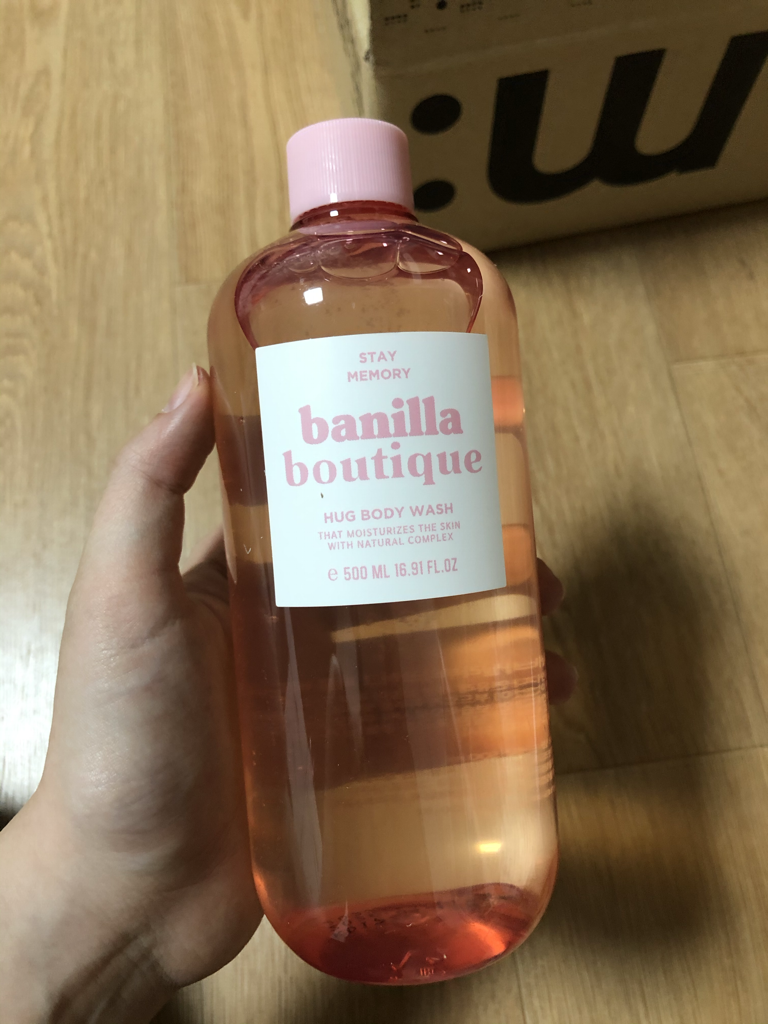 :w
STAY
MEMORY
banilla
boutique
HUG BODY WASH
THAT MOISTURIZES THE SKIN
WITH NATURAL COMPLEX
℮ 500 ML 16.91 FL.OZ